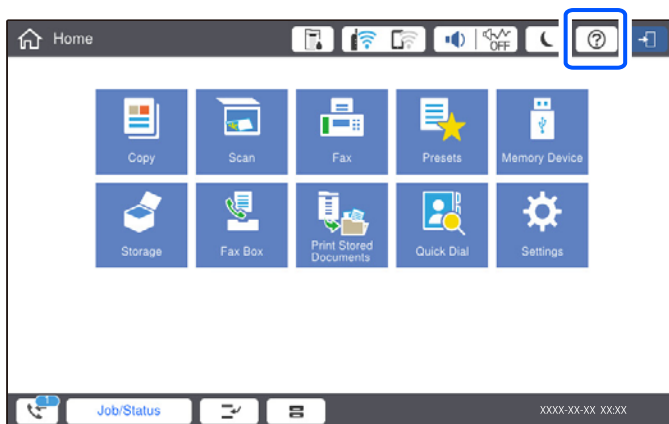 Home
OFF
Copy
Scan
Fax
Presets
Memory Device
Storage
Fax Box
Print Stored
Documents
Quick Dial
Settings
1
Job/Status
XXXX-XX-XX XX:XX